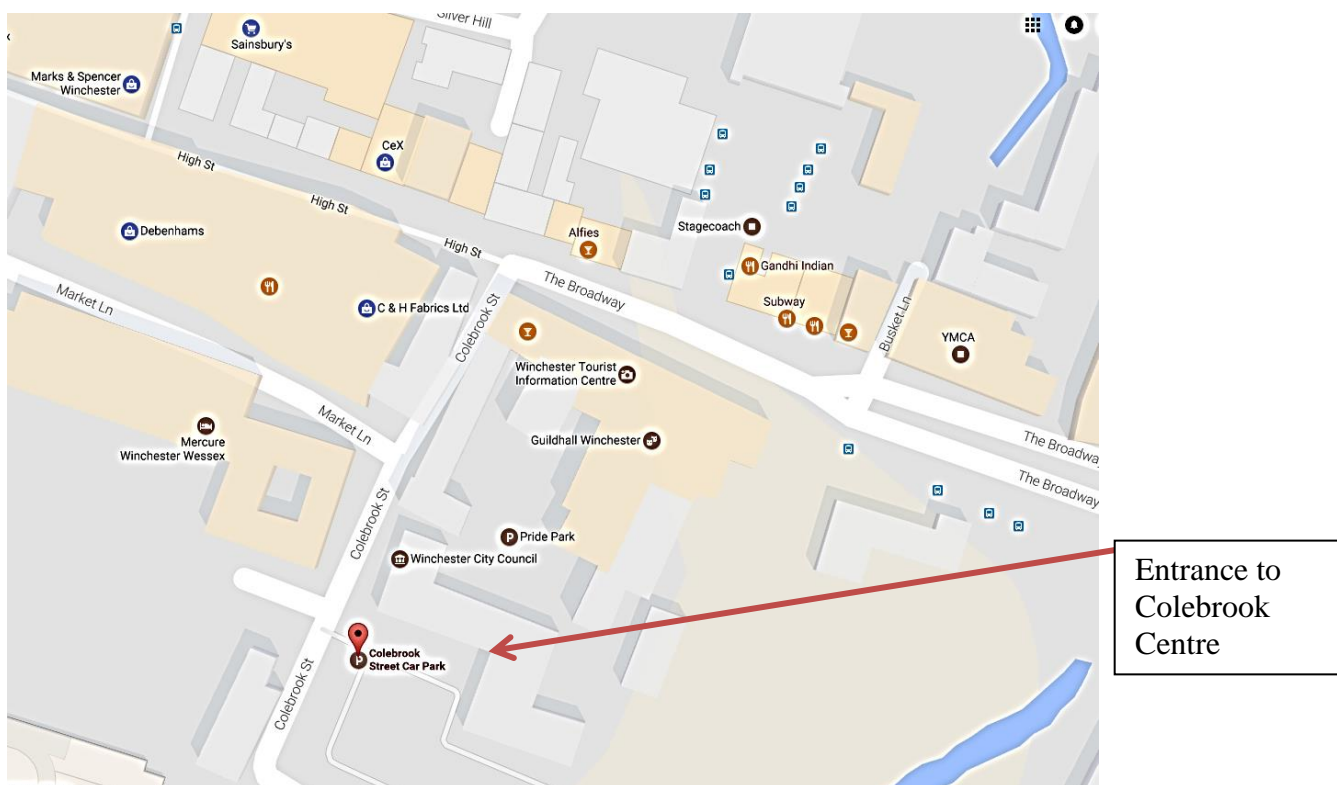 Silver Hill
Sainsbury's
Marks & Spencer
Winchester
CeX
High St
High St
High St
Debenhams
Alfies
Stagecoach
Gandhi Indian
The Broadway
Subway
Busket Ln
YMCA
Market Ln
C & H Fabrics Ltd
Colebrook St
Winchester Tourist
Information Centre
Market Ln
Guildhall Winchester
Mercure
Winchester Wessex
The Broadway
The Broadway
Colebrook St
P Pride Park
Winchester City Council
Entrance to
Colebrook
Centre
P Colebrook
Street Car Park
Colebrook St